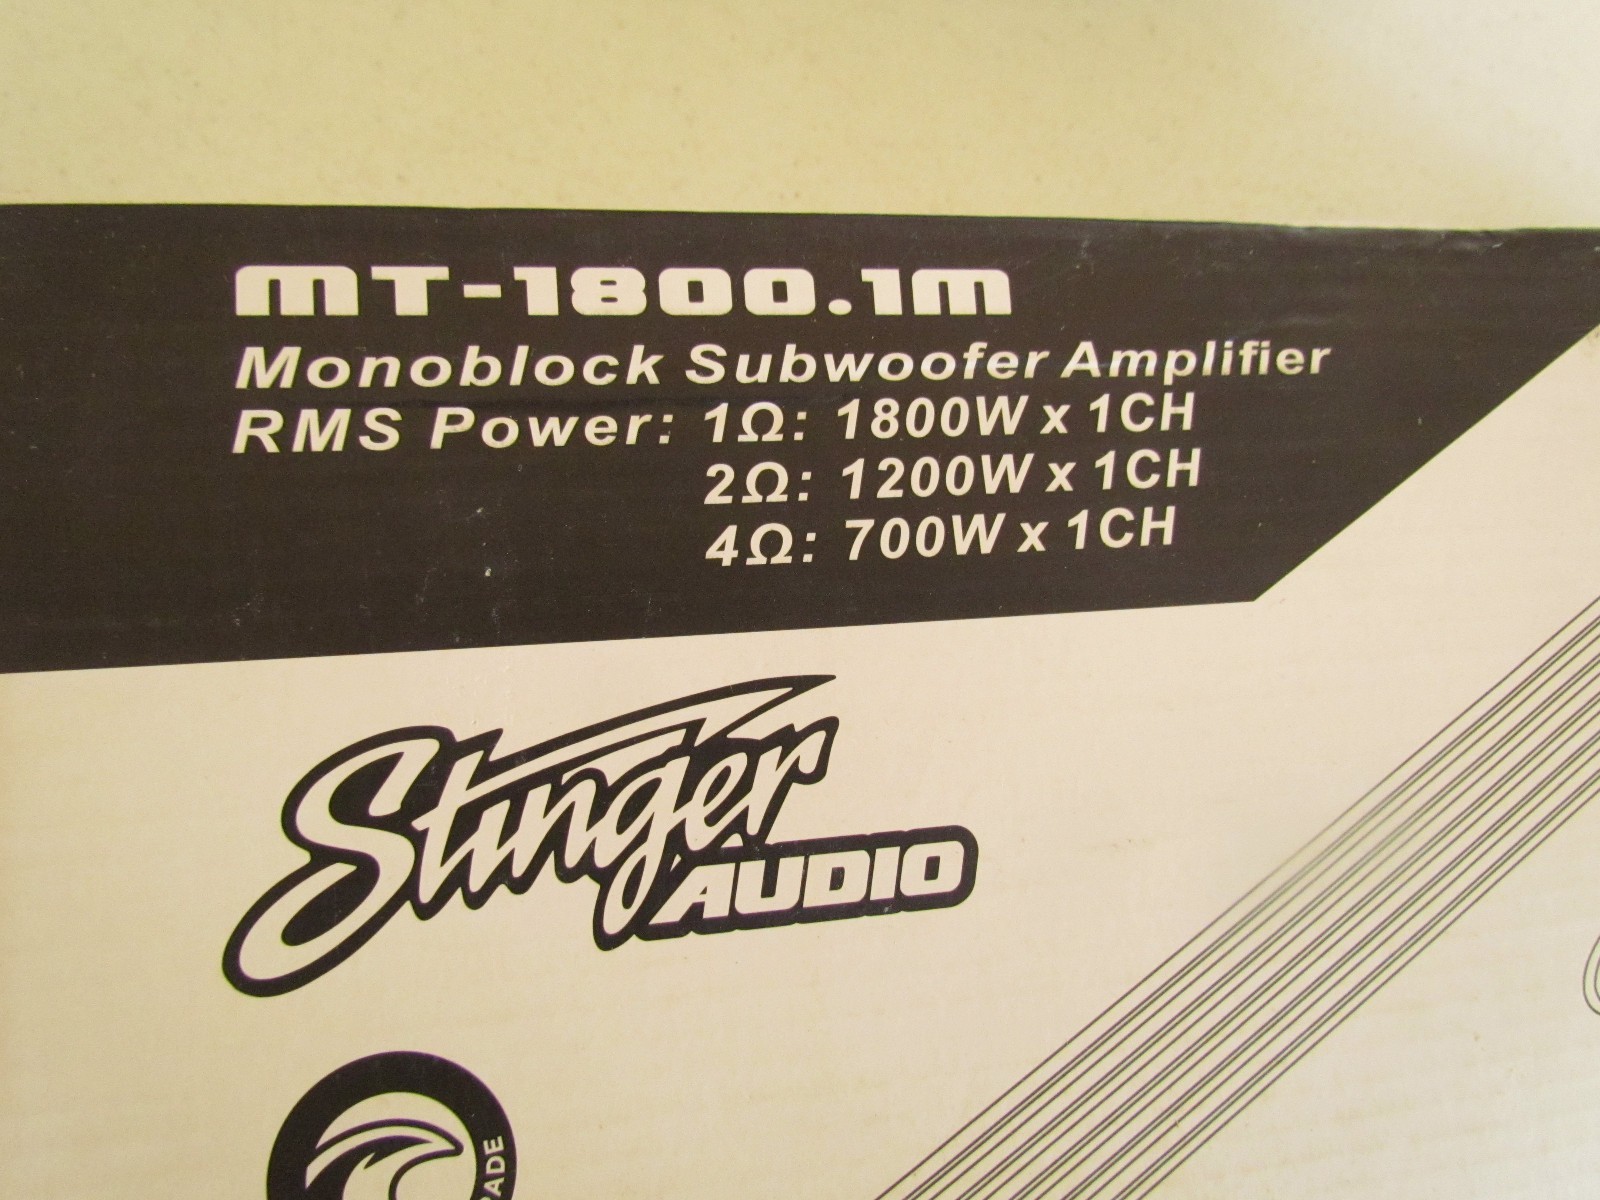 MT-1800.1M
Monoblock Subwoofer Amplifier
RMS Power: 1Ω: 1800W x 1CH
2Ω: 1200W x 1CH
4Ω: 700W x 1CH
Stinger
AUDIO